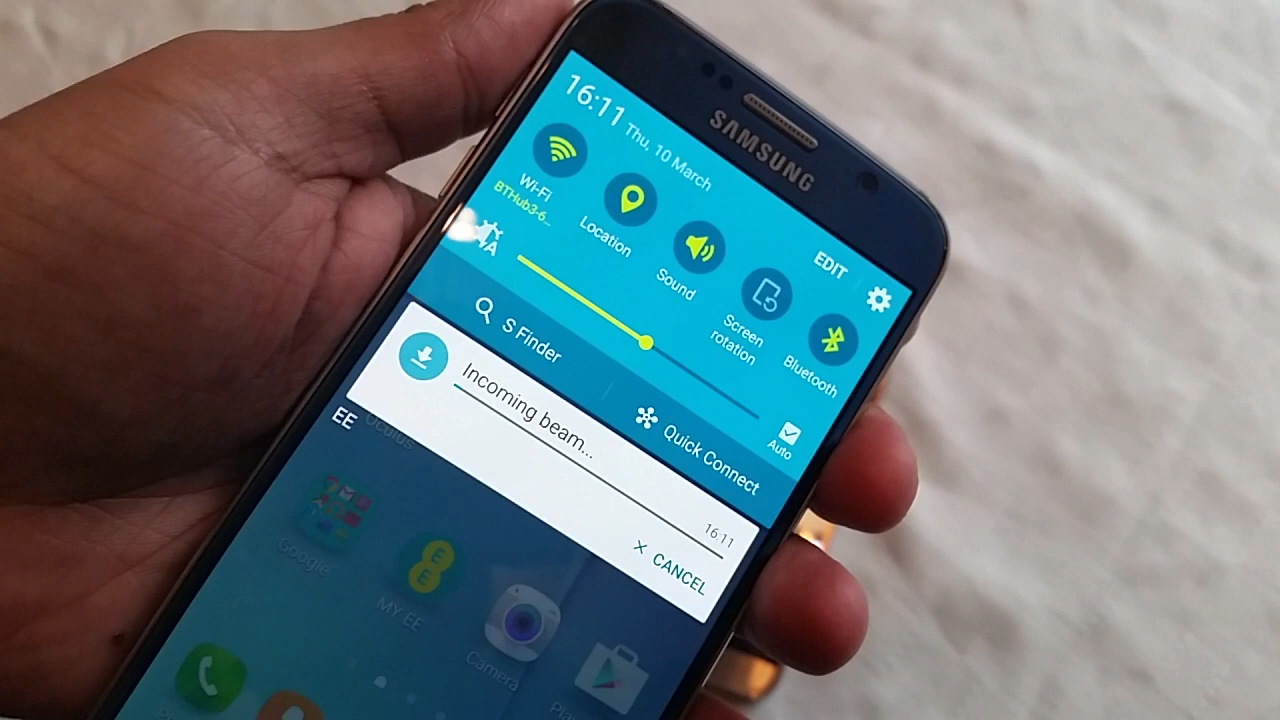 SAMSUNG
16:11 Thu, 10 March
EDIT
Wi-Fi
BTHub3-6...
Location
Sound
Screen
rotation
Bluetooth
A
Auto
S Finder
Quick Connect
Incoming beam...
16:11
CANCEL
EE
Oculus
Google
E
E
MY EE
Camera